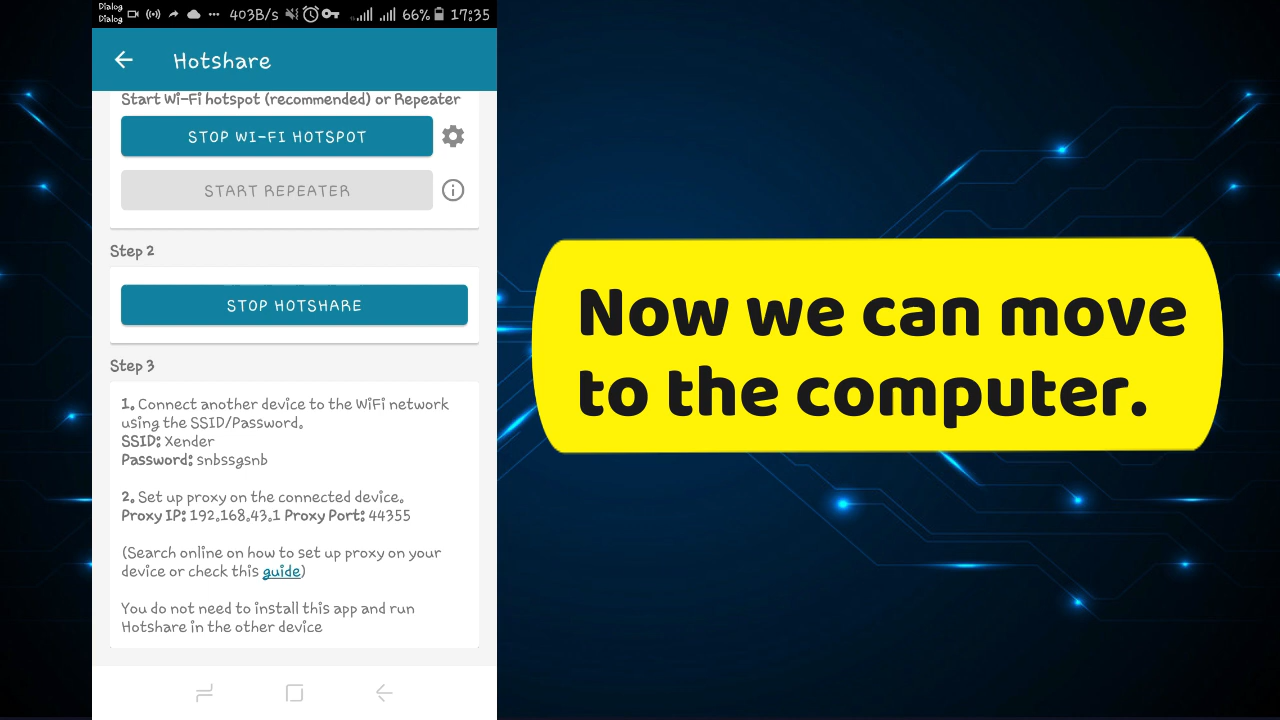 Dialog
Dialog
403B/s
66%
17:35
Hotshare
Start Wi-Fi hotspot (recommended) or Repeater
STOP WI-FI HOTSPOT
START REPEATER
Step 2
STOP HOTSHARE
Step 3
1. Connect another device to the WiFi network
using the SSID/Password.
SSID: Xender
Password: snbssgsnb
2. Set up proxy on the connected device.
Proxy IP: 192.168.43.1 Proxy Port: 44355
(Search online on how to set up proxy on your
device or check this guide)
You do not need to install this app and run
Hotshare in the other device
Now we can move
to the computer.